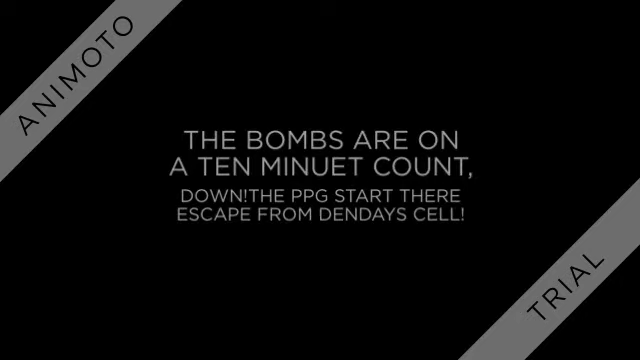 ANIMOTO
THE BOMBS ARE ON
A TEN MINUET COUNT,
DOWN!THE PPG START THERE
ESCAPE FROM DENDAYS CELL!
TRIAL